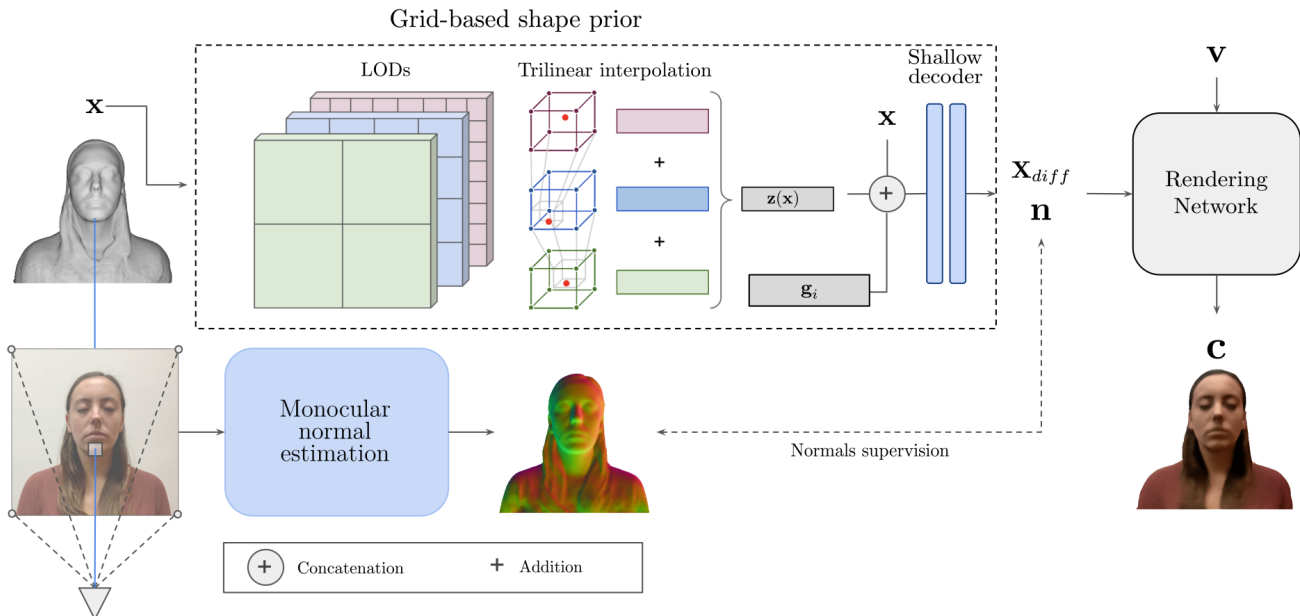 Grid-based shape prior
LODs
Trilinear interpolation
Shallow
decoder
x
x
v
+
+
z(x)
+
g_i
X_diff
n
Rendering
Network
c
Monocular
normal
estimation
Normals supervision
+ Concatenation
+ Addition